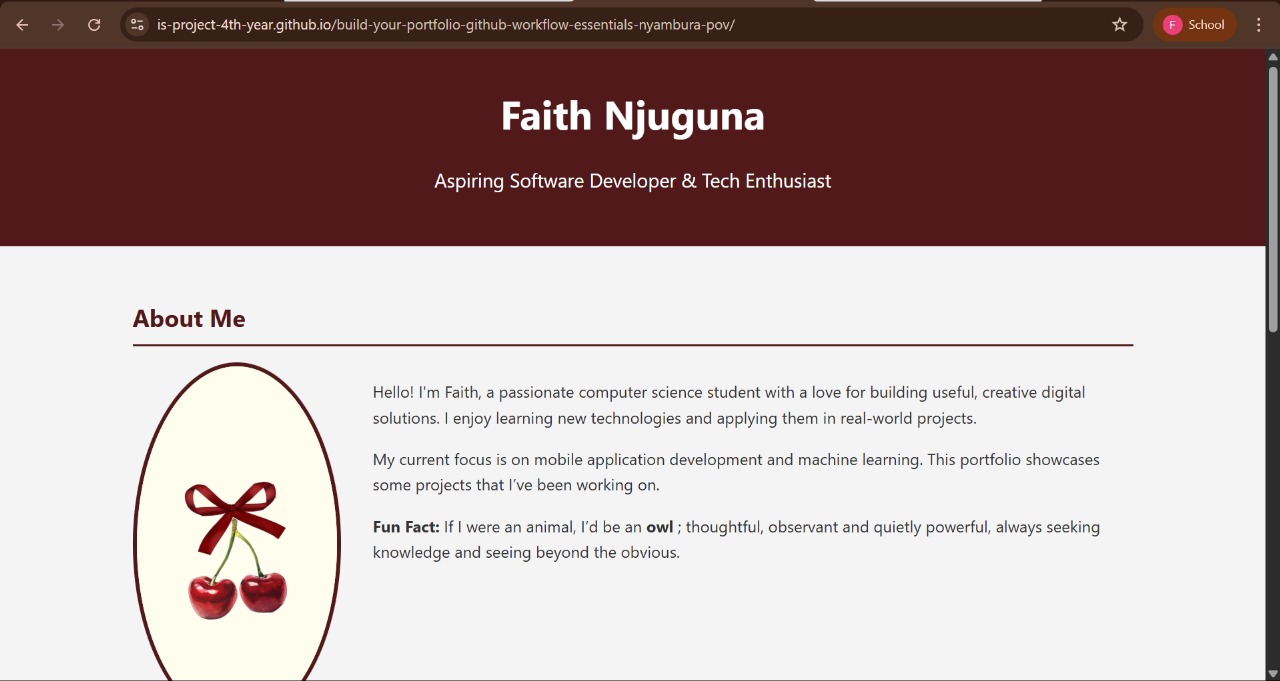 is-project-4th-year.github.io/build-your-portfolio-github-workflow-essentials-nyambura-pov/
F School
Faith Njuguna
Aspiring Software Developer & Tech Enthusiast
About Me
Hello! I'm Faith, a passionate computer science student with a love for building useful, creative digital
solutions. I enjoy learning new technologies and applying them in real-world projects.
My current focus is on mobile application development and machine learning. This portfolio showcases
some projects that I’ve been working on.
Fun Fact: If I were an animal, I’d be an owl ; thoughtful, observant and quietly powerful, always seeking
knowledge and seeing beyond the obvious.